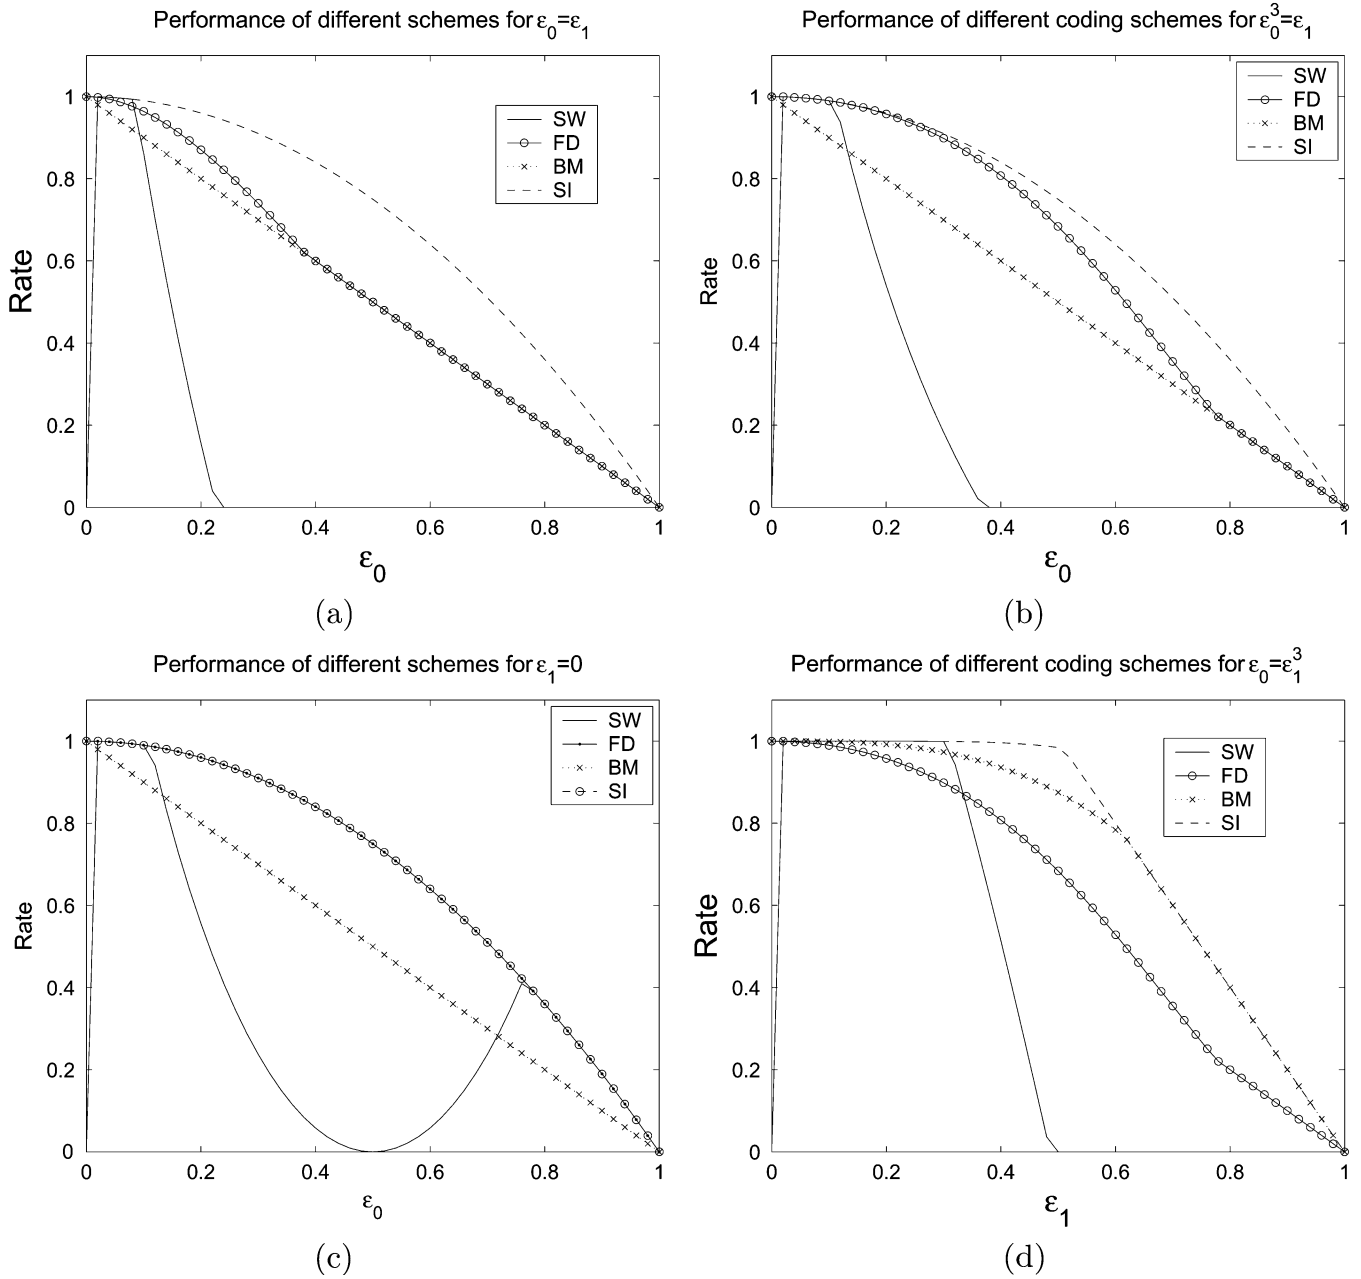 Performance of different schemes for ε₀=ε₁
1
0.8
0.6
0.4
0.2
0
Rate
SW
FD
BM
SI
0 0.2 0.4 0.6 0.8 1
ε₀
(a)
Performance of different coding schemes for ε₀³=ε₁
1
0.8
0.6
0.4
0.2
0
Rate
SW
FD
BM
SI
0 0.2 0.4 0.6 0.8 1
ε₀
(b)
Performance of different schemes for ε₁=0
1
0.8
0.6
0.4
0.2
0
Rate
SW
FD
BM
SI
0 0.2 0.4 0.6 0.8 1
ε₀
(c)
Performance of different coding schemes for ε₀=ε₁³
1
0.8
0.6
0.4
0.2
0
Rate
SW
FD
BM
SI
0 0.2 0.4 0.6 0.8 1
ε₁
(d)